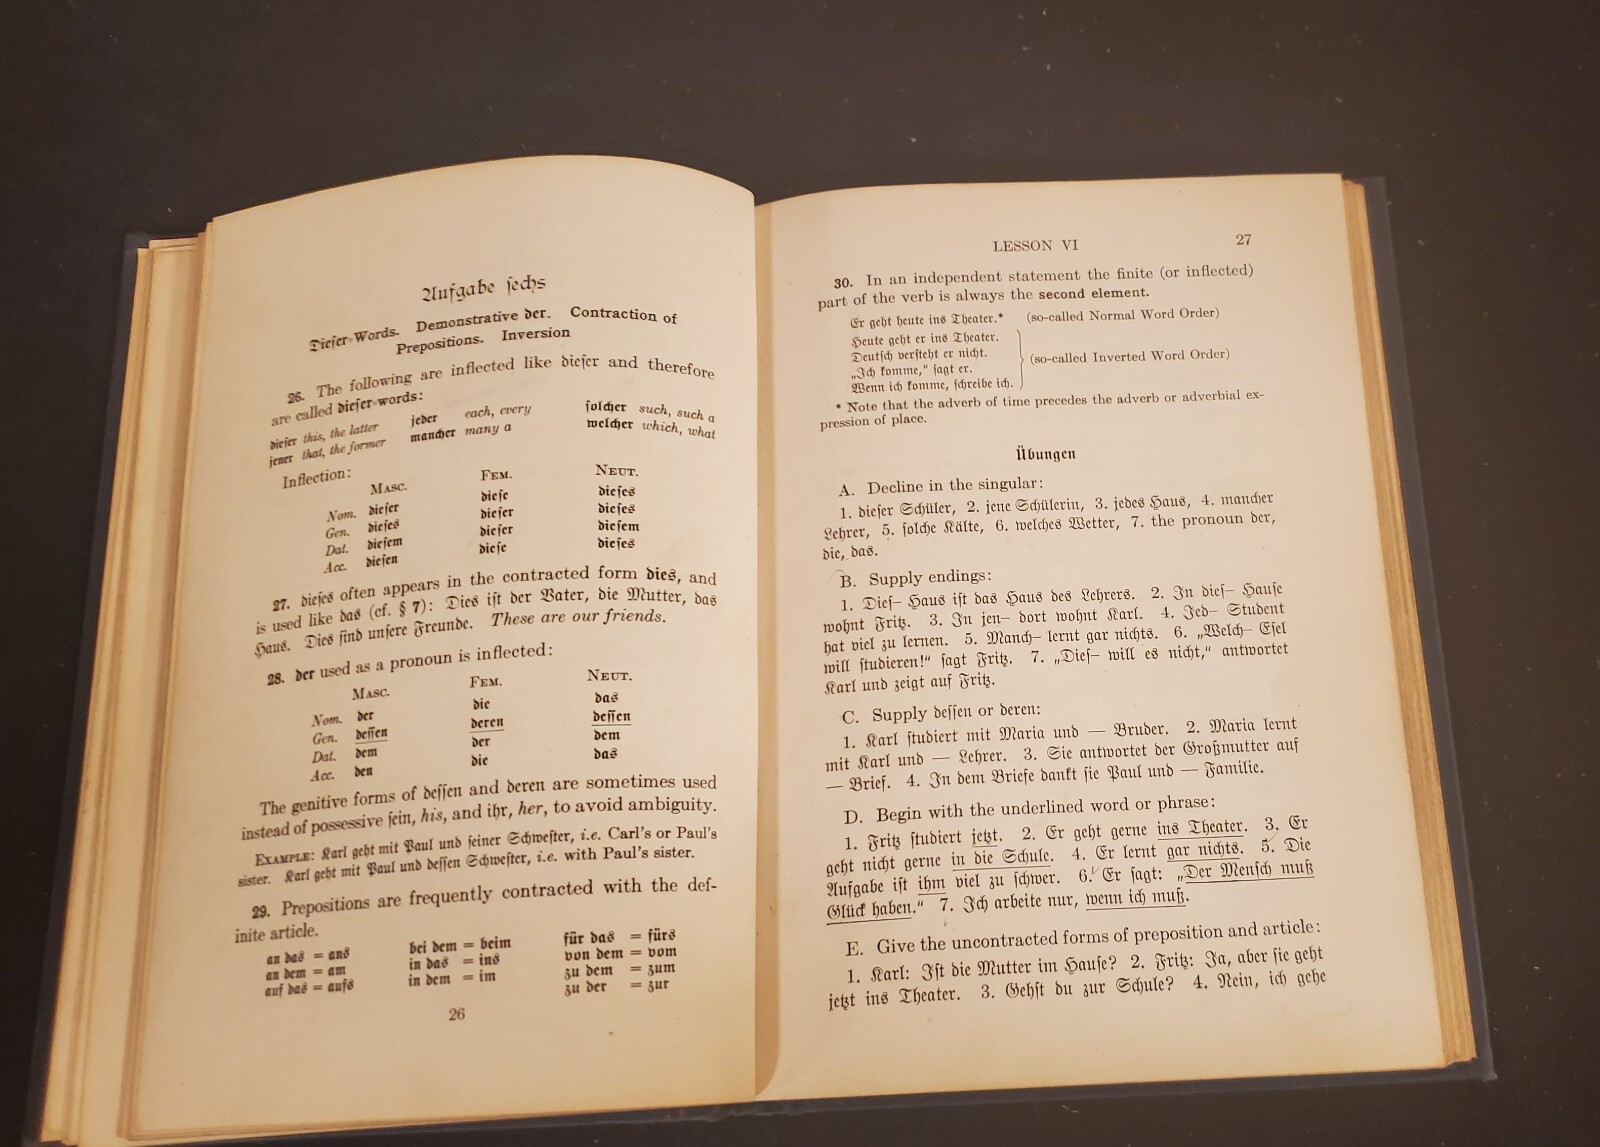 Aufgabe sechs
Dieser-Words. Demonstrative der. Contraction of
Prepositions. Inversion
26. The following are inflected like dieser and therefore
are called dieser-words:
dieser this, the latter jeder each, every solcher such, such a
jener that, the former mancher many a welcher which, what
Inflection:
MASC. FEM. NEUT.
Nom. dieser diese dieses
Gen. dieses dieser dieses
Dat. diesem dieser diesem
Acc. diesen diese dieses
27. dieses often appears in the contracted form dies, and
is used like das (cf. § 7): Dies ist der Vater, die Mutter, das
Haus. Dies sind unsere Freunde. These are our friends.
28. der used as a pronoun is inflected:
MASC. FEM. NEUT.
Nom. der die das
Gen. dessen deren dessen
Dat. dem der dem
Acc. den die das
The genitive forms of dessen and deren are sometimes used
instead of possessive sein, his, and ihr, her, to avoid ambiguity.
EXAMPLE: Karl geht mit Paul und seiner Schwester, i.e. Carl's or Paul's
sister. Karl geht mit Paul und dessen Schwester, i.e. with Paul's sister.
29. Prepositions are frequently contracted with the def-
inite article.
an das = ans bei dem = beim für das = fürs
an dem = am in das = ins von dem = vom
auf das = aufs in dem = im zu dem = zum
zu der = zur
26
LESSON VI 27
30. In an independent statement the finite (or inflected)
part of the verb is always the second element.
Er geht heute ins Theater.* (so-called Normal Word Order)
Heute geht er ins Theater.
Deutsch versteht er nicht.
„Ich komme,“ sagt er. (so-called Inverted Word Order)
Wenn ich komme, schreibe ich.
* Note that the adverb of time precedes the adverb or adverbial ex-
pression of place.
Übungen
A. Decline in the singular:
1. dieser Schüler, 2. jene Schülerin, 3. jedes Haus, 4. mancher
Lehrer, 5. solche Kälte, 6. welches Wetter, 7. the pronoun der,
die, das.
B. Supply endings:
1. Dies– Haus ist das Haus des Lehrers. 2. In dies– Hause
wohnt Fritz. 3. In jen– dort wohnt Karl. 4. Jed– Student
hat viel zu lernen. 5. Manch– lernt gar nichts. 6. „Welch– Esel
will studieren!“ sagt Fritz. 7. „Dies– will es nicht,“ antwortet
Karl und zeigt auf Fritz.
C. Supply dessen or deren:
1. Karl studiert mit Maria und — Bruder. 2. Maria lernt
mit Karl und — Lehrer. 3. Sie antwortet der Großmutter auf
— Brief. 4. In dem Briefe dankt sie Paul und — Familie.
D. Begin with the underlined word or phrase:
1. Fritz studiert jetzt. 2. Er geht gerne ins Theater. 3. Er
geht nicht gerne in die Schule. 4. Er lernt gar nichts. 5. Die
Aufgabe ist ihm viel zu schwer. 6. Er sagt: „Der Mensch muß
Glück haben.“ 7. Ich arbeite nur, wenn ich muß.
E. Give the uncontracted forms of preposition and article:
1. Karl: Ist die Mutter im Hause? 2. Fritz: Ja, aber sie geht
jetzt ins Theater. 3. Gehst du zur Schule? 4. Nein, ich gehe